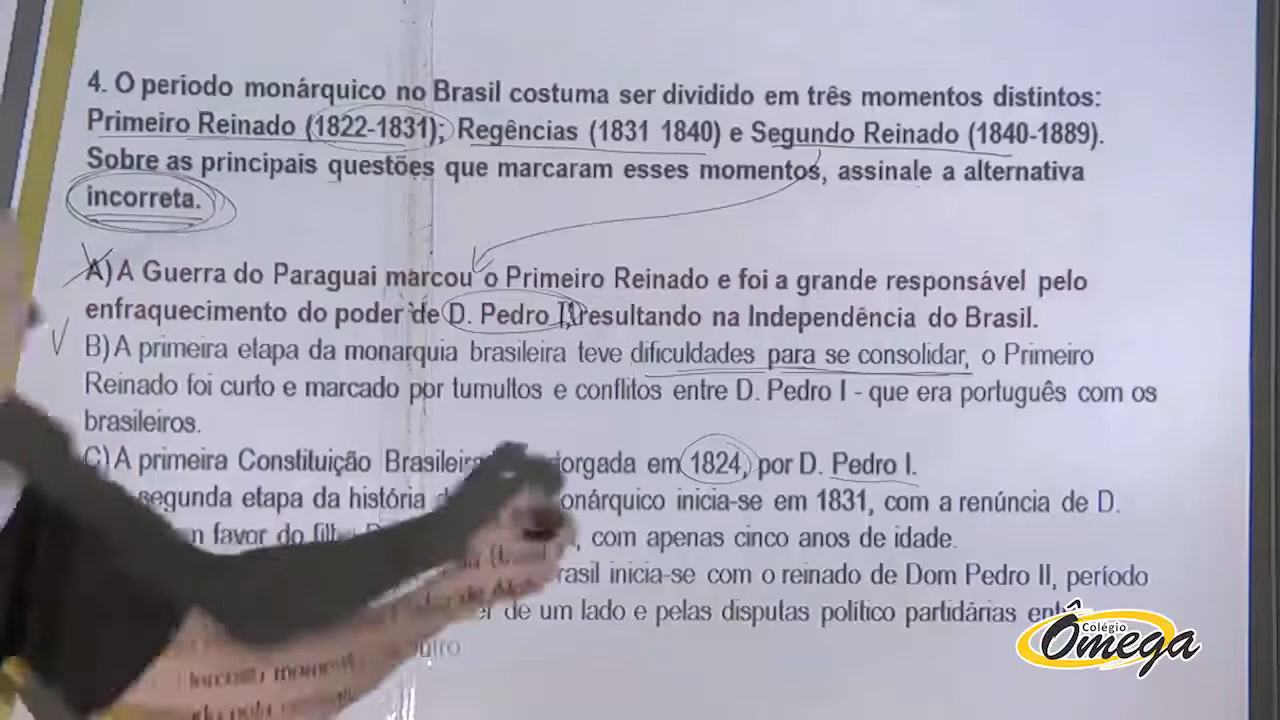 4. O período monárquico no Brasil costuma ser dividido em três momentos distintos:
Primeiro Reinado (1822-1831); Regências (1831 1840) e Segundo Reinado (1840-1889).
Sobre as principais questões que marcaram esses momentos, assinale a alternativa
incorreta.
A) A Guerra do Paraguai marcou o Primeiro Reinado e foi a grande responsável pelo
enfraquecimento do poder de D. Pedro I, resultando na Independência do Brasil.
B) A primeira etapa da monarquia brasileira teve dificuldades para se consolidar, o Primeiro
Reinado foi curto e marcado por tumultos e conflitos entre D. Pedro I - que era português com os
brasileiros.
C) A primeira Constituição Brasileira em 1824, por D. Pedro I.
segunda etapa da história inicia-se em 1831, com a renúncia de D.
favor do com apenas cinco anos de idade.
inicia-se com o reinado de Dom Pedro II, período
de um lado e pelas disputas político partidárias
Colégio
Ômega